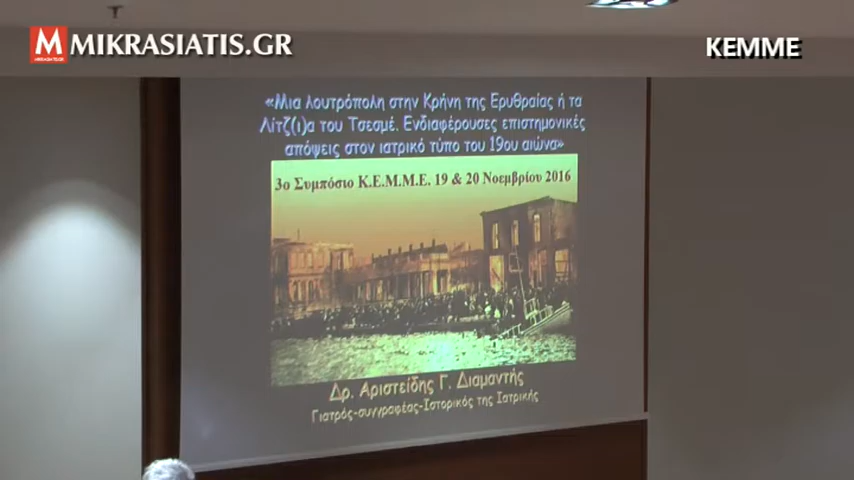 M MIKRASIATIS.GR
KEMME
«Μια λουτρόπολη στην Κρήνη της Ερυθραίας ή τα
Λίτζ(ι)α του Τσεσμέ. Ενδιαφέρουσες επιστημονικές
απόψεις στον ιατρικό τύπο του 19ου αιώνα»
3ο Συμπόσιο Κ.Ε.Μ.Μ.Ε. 19 & 20 Νοεμβρίου 2016
Δρ. Αριστείδης Γ. Διαμαντής
Γιατρός-συγγραφέας-Ιστορικός της Ιατρικής